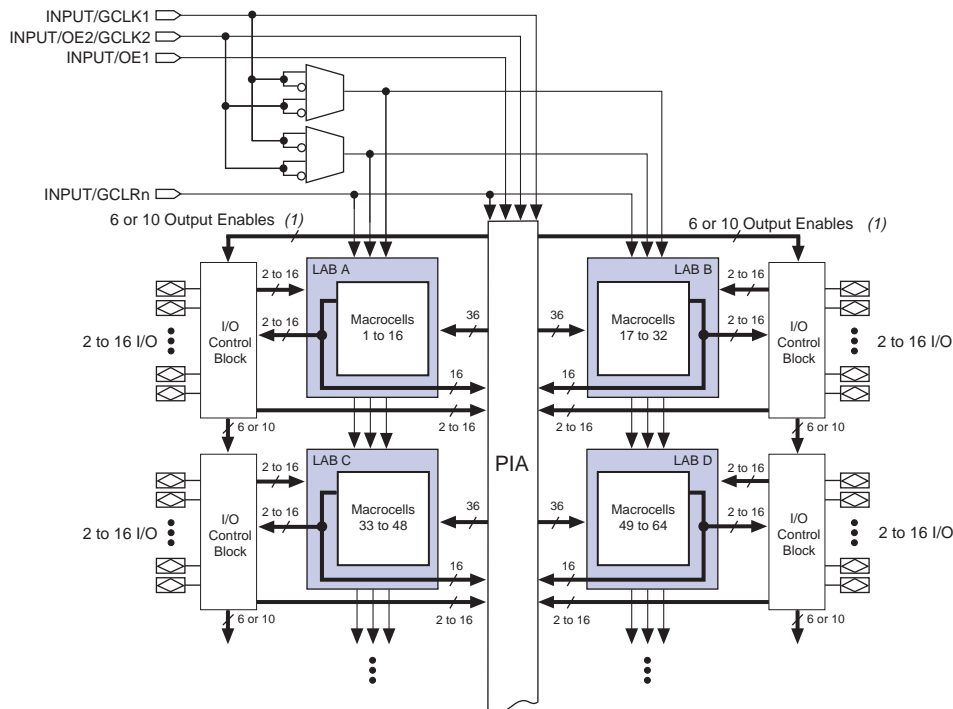 INPUT/GCLK1
INPUT/OE2/GCLK2
INPUT/OE1
INPUT/GCLRn
6 or 10 Output Enables (1)
6 or 10 Output Enables (1)
LAB A
2 to 16
2 to 16
I/O
Control
Block
2 to 16 I/O
Macrocells
1 to 16
36
16
2 to 16
6 or 10
LAB B
2 to 16
2 to 16
I/O
Control
Block
2 to 16 I/O
Macrocells
17 to 32
36
16
2 to 16
6 or 10
PIA
LAB C
2 to 16
2 to 16
I/O
Control
Block
2 to 16 I/O
Macrocells
33 to 48
36
16
2 to 16
6 or 10
LAB D
2 to 16
2 to 16
I/O
Control
Block
2 to 16 I/O
Macrocells
49 to 64
36
16
2 to 16
6 or 10